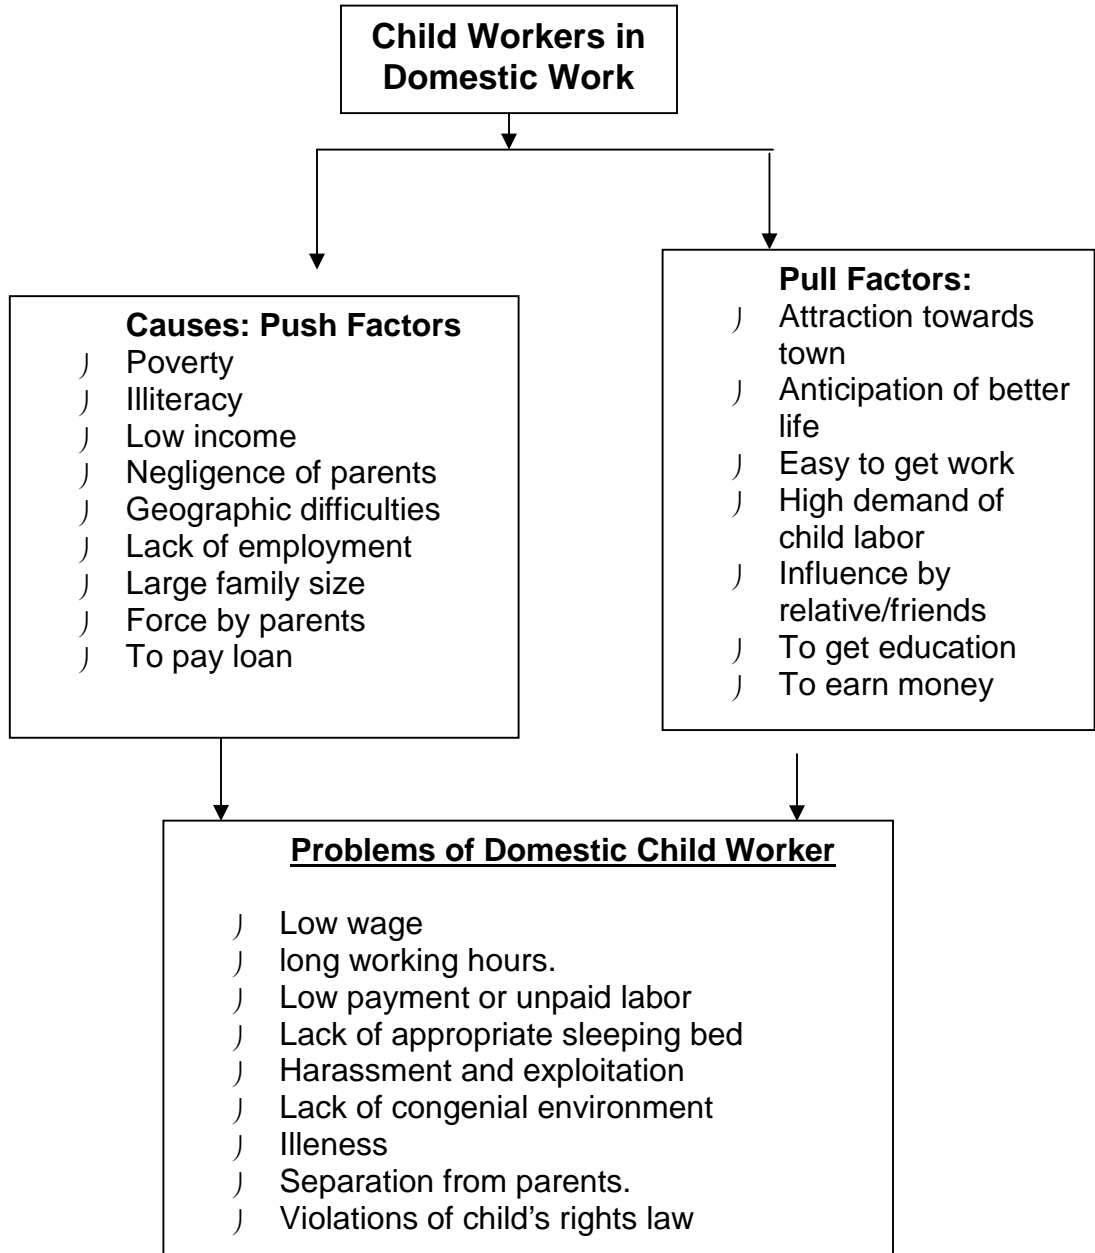 Child Workers in
Domestic Work
Causes: Push Factors
Poverty
Illiteracy
Low income
Negligence of parents
Geographic difficulties
Lack of employment
Large family size
Force by parents
To pay loan
Pull Factors:
Attraction towards
town
Anticipation of better
life
Easy to get work
High demand of
child labor
Influence by
relative/friends
To get education
To earn money
Problems of Domestic Child Worker
Low wage
long working hours.
Low payment or unpaid labor
Lack of appropriate sleeping bed
Harassment and exploitation
Lack of congenial environment
Illeness
Separation from parents.
Violations of child's rights law